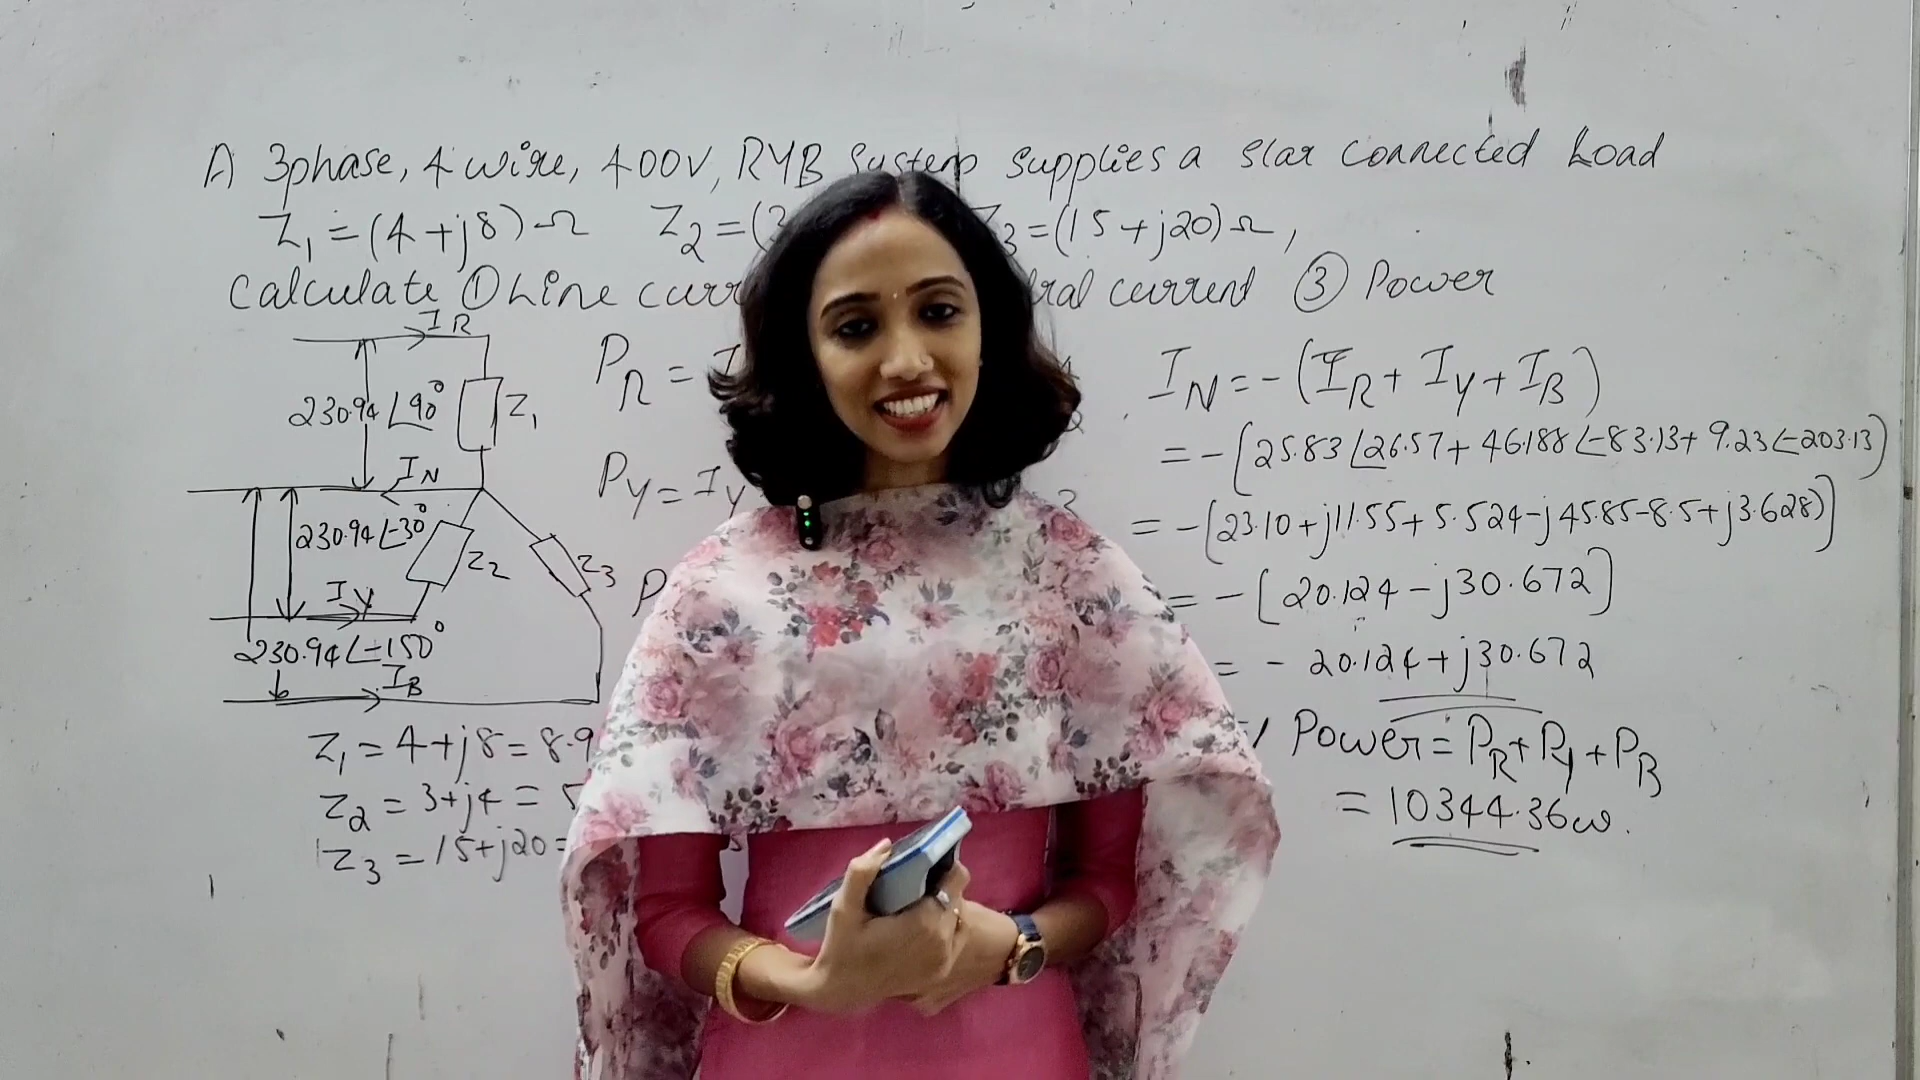 A 3phase, 4 wire, 400V, RYB System Supplies a star connected Load
Z1 = (4+j8)Ω Z2 = (3 3 = (15+j20)Ω,
Calculate ① Line curr ral current ③ Power
IR
230.94∠90°
Z1
IN
230.94∠-30°
Z2
Z3
IY
230.94∠-150°
IB
Z1 = 4+j8 = 8.9
Z2 = 3+j4 = 5
Z3 = 15+j20 =
PR = I
PY = IY
P
IN = -(IR + IY + IB)
= -[25.83∠26.57 + 46.188∠-83.13 + 9.23∠-203.13)
= -[23.10+j11.55+5.524-j45.85-8.5+j3.628)]
= -[20.124-j30.672]
= -20.124+j30.672
Power = PR+PY+PB
= 10344.36w.